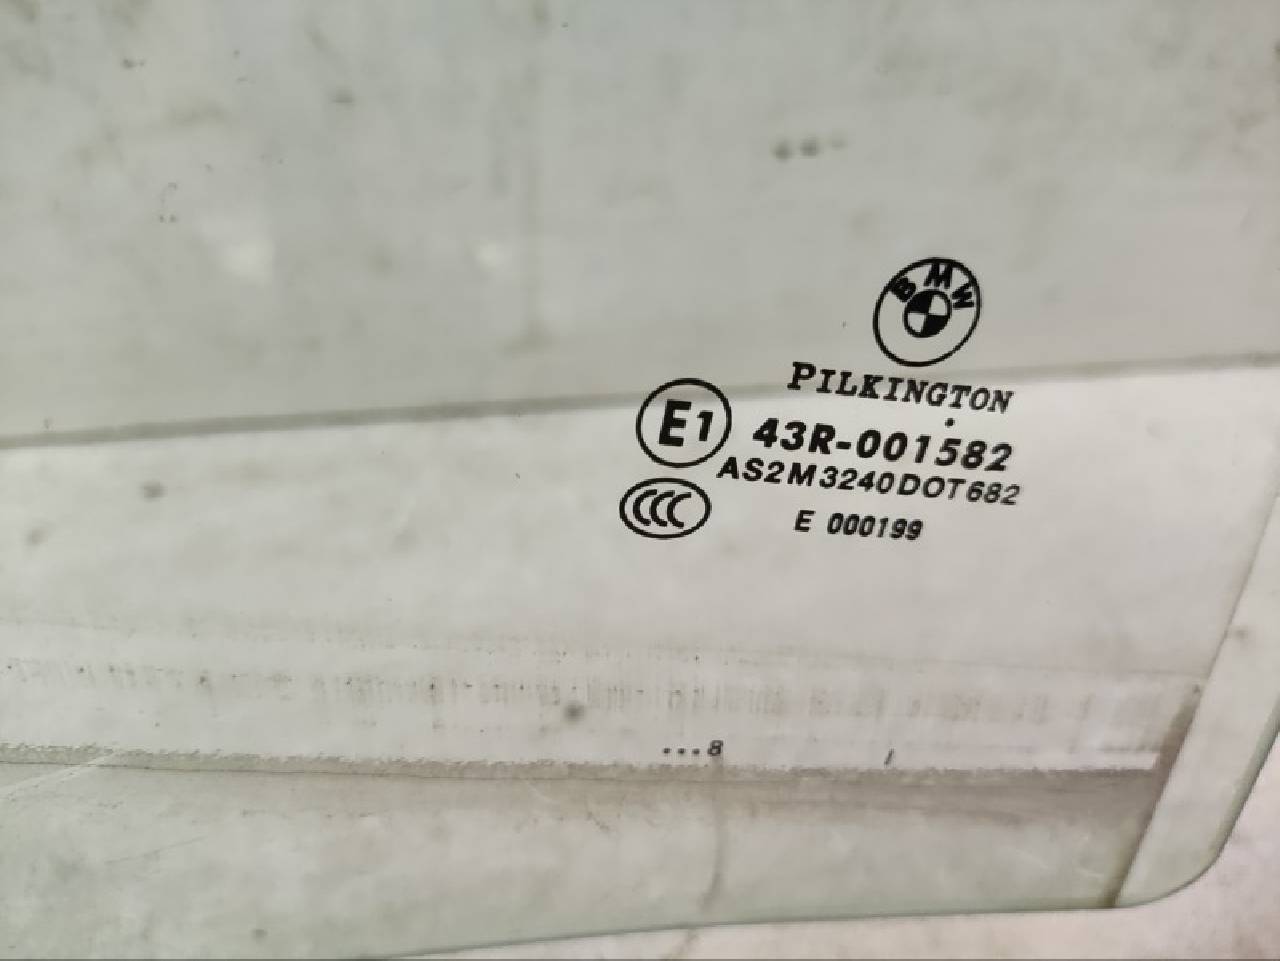 BMW
PILKINGTON
E1 43R-001582
AS2M3240DOT682
CCC E 000199
...8